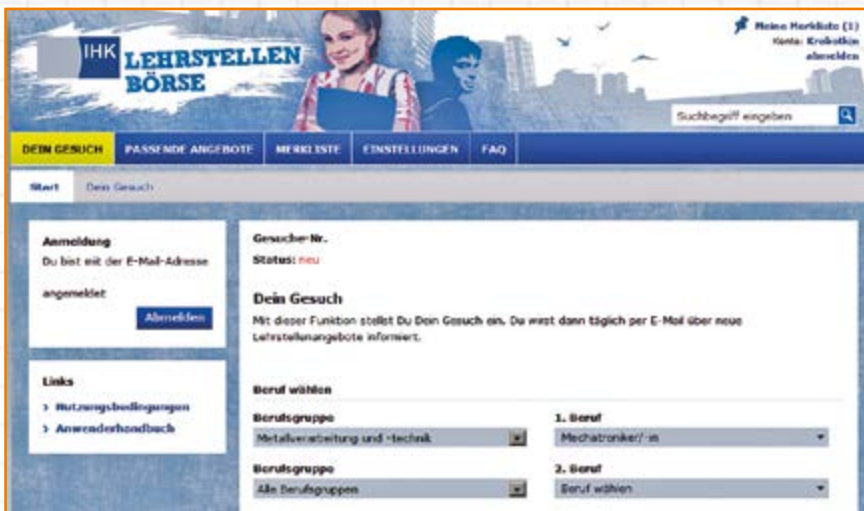 Meine Merkliste (1)
Konto: Krobotkin
abmelden
IHK LEHRSTELLEN
BÖRSE
Suchbegriff eingeben
DEIN GESUCH PASSENDE ANGEBOTE MERKLISTE EINSTELLUNGEN FAQ
Start Dein Gesuch
Anmeldung
Du bist mit der E-Mail-Adresse
angemeldet
Abmelden
Links
> Nutzungsbedingungen
> Anwenderhandbuch
Gesuche-Nr.
Status: neu
Dein Gesuch
Mit dieser Funktion stellst Du Dein Gesuch ein. Du wirst dann täglich per E-Mail über neue
Lehrstellenangebote informiert.
Beruf wählen
Berufsgruppe 1. Beruf
Metallverarbeitung und -technik Mechatroniker/-in
Berufsgruppe 2. Beruf
Alle Berufsgruppen Beruf wählen